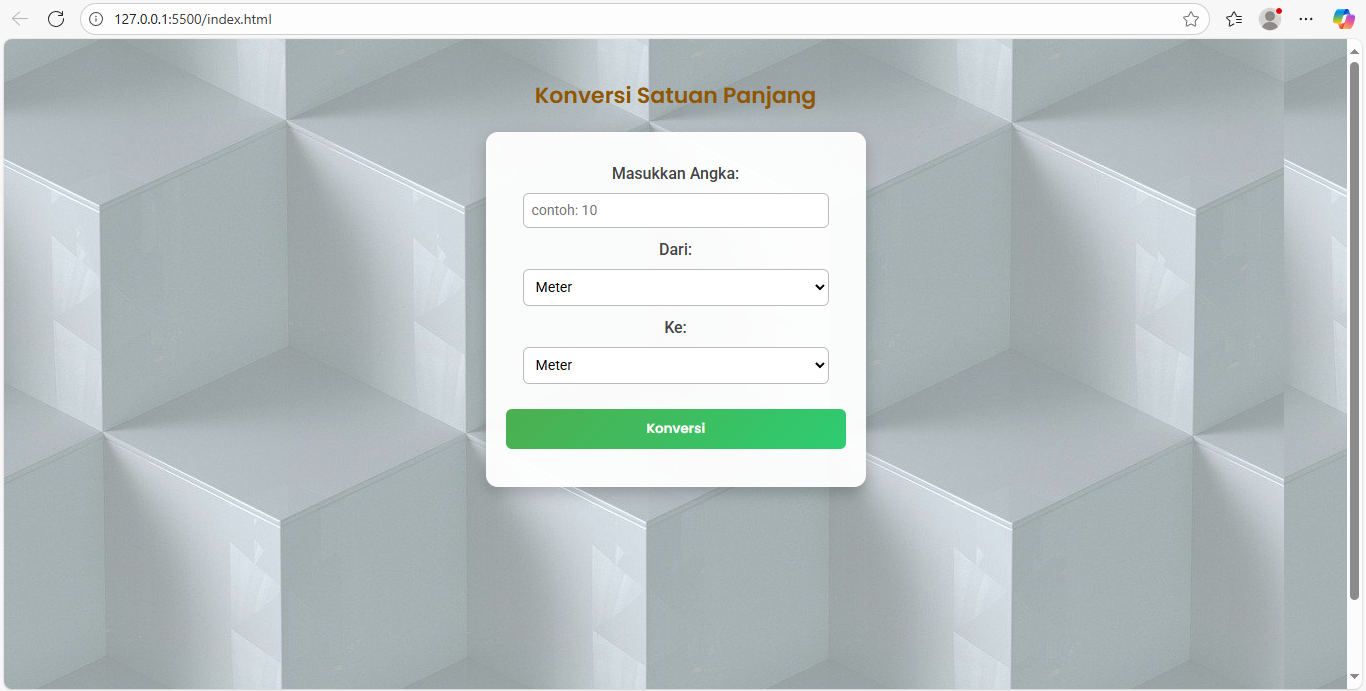 127.0.0.1:5500/index.html
Konversi Satuan Panjang
Masukkan Angka:
contoh: 10
Dari:
Meter
Ke:
Meter
Konversi